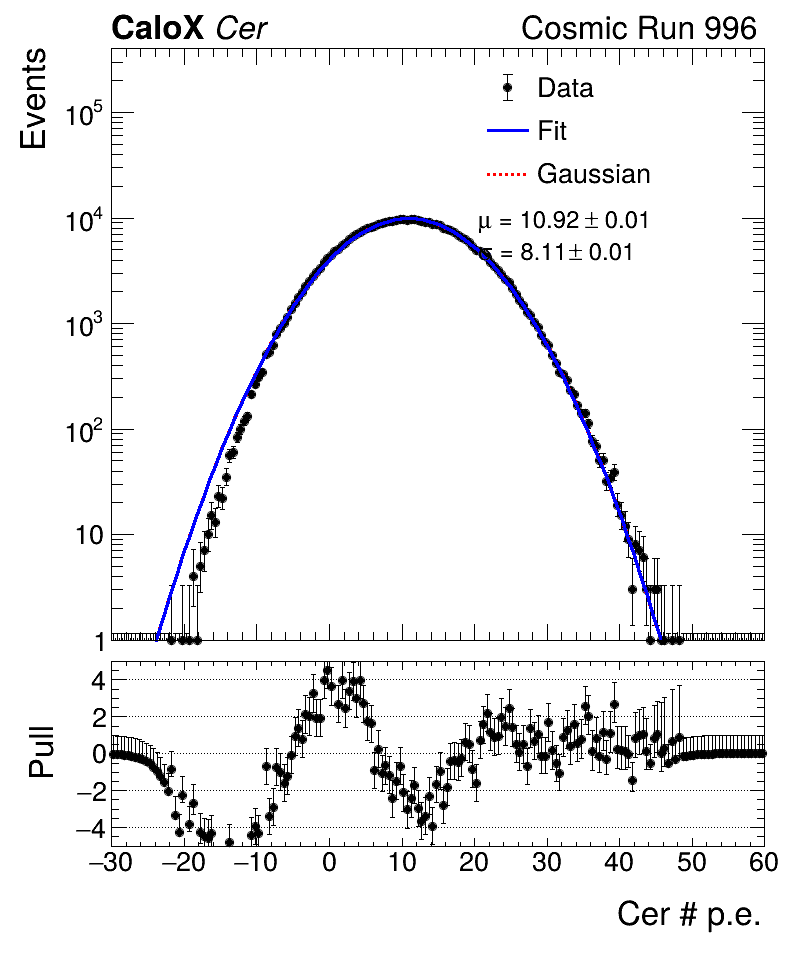 CaloX Cer Cosmic Run 996
Events
Data
Fit
Gaussian
μ = 10.92 ± 0.01
= 8.11 ± 0.01
10⁵
10⁴
10³
10²
10
1
Pull
4
2
0
−2
−4
−30 −20 −10 0 10 20 30 40 50 60
Cer # p.e.